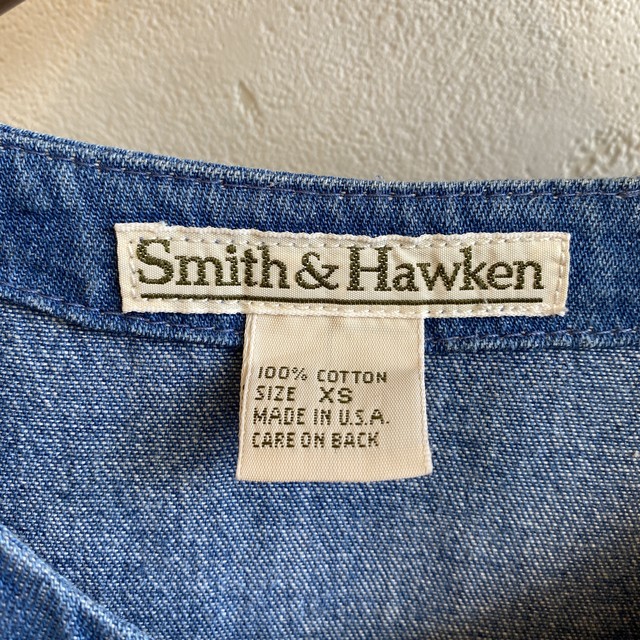 Smith & Hawken
100% COTTON
SIZE XS
MADE IN U.S.A.
CARE ON BACK